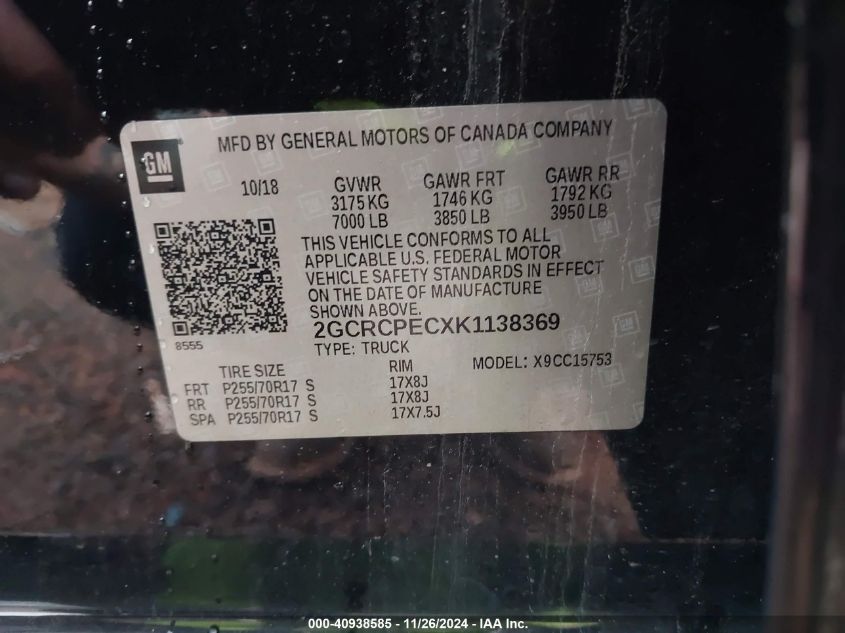 MFD BY GENERAL MOTORS OF CANADA COMPANY
GM
10/18 GVWR GAWR FRT GAWR RR
3175 KG 1746 KG 1792 KG
7000 LB 3850 LB 3950 LB
THIS VEHICLE CONFORMS TO ALL
APPLICABLE U.S. FEDERAL MOTOR
VEHICLE SAFETY STANDARDS IN EFFECT
ON THE DATE OF MANUFACTURE
SHOWN ABOVE.
2GCRCPECXK1138369
8555
TYPE: TRUCK MODEL: X9CC15753
TIRE SIZE RIM
FRT P255/70R17 S 17X8J
RR P255/70R17 S 17X8J
SPA P255/70R17 S 17X7.5J
000-40938585 - 11/26/2024 - IAA Inc.